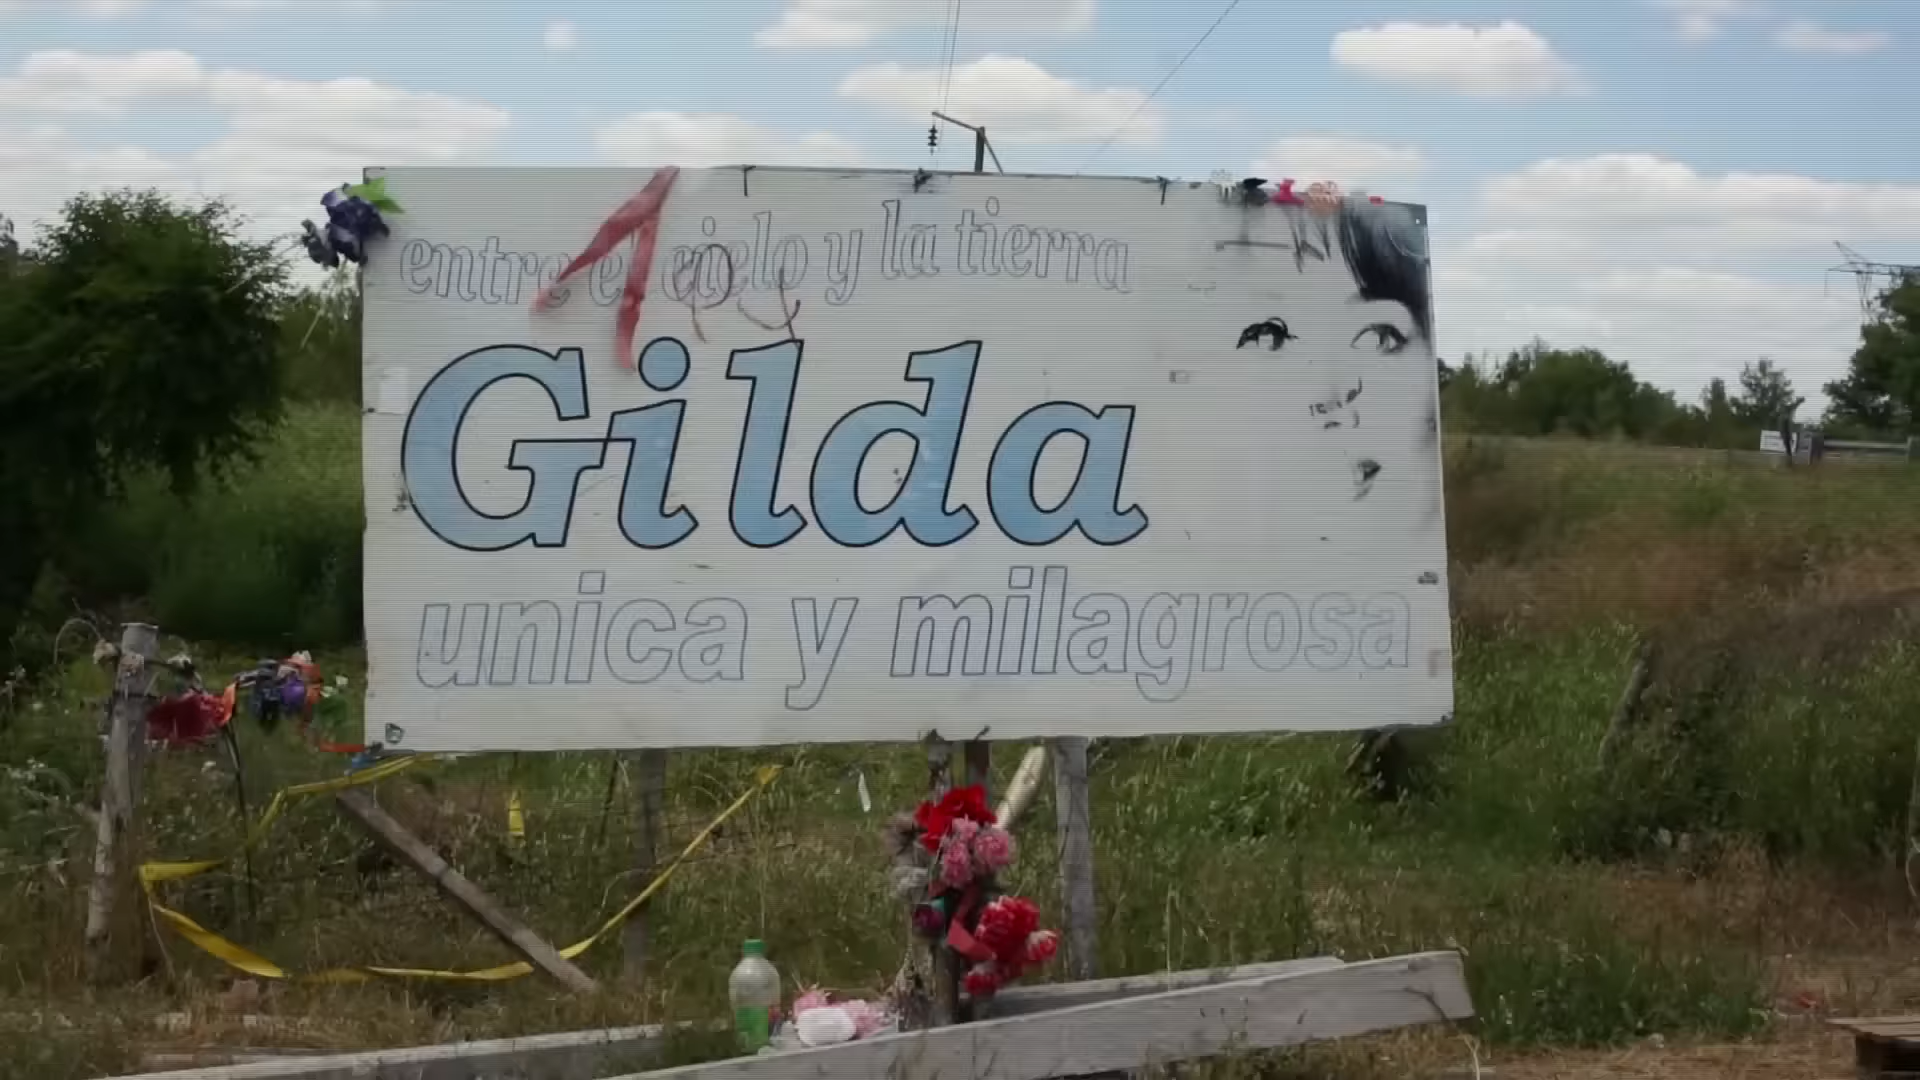 entre el cielo y la tierra
Gilda
unica y milagrosa